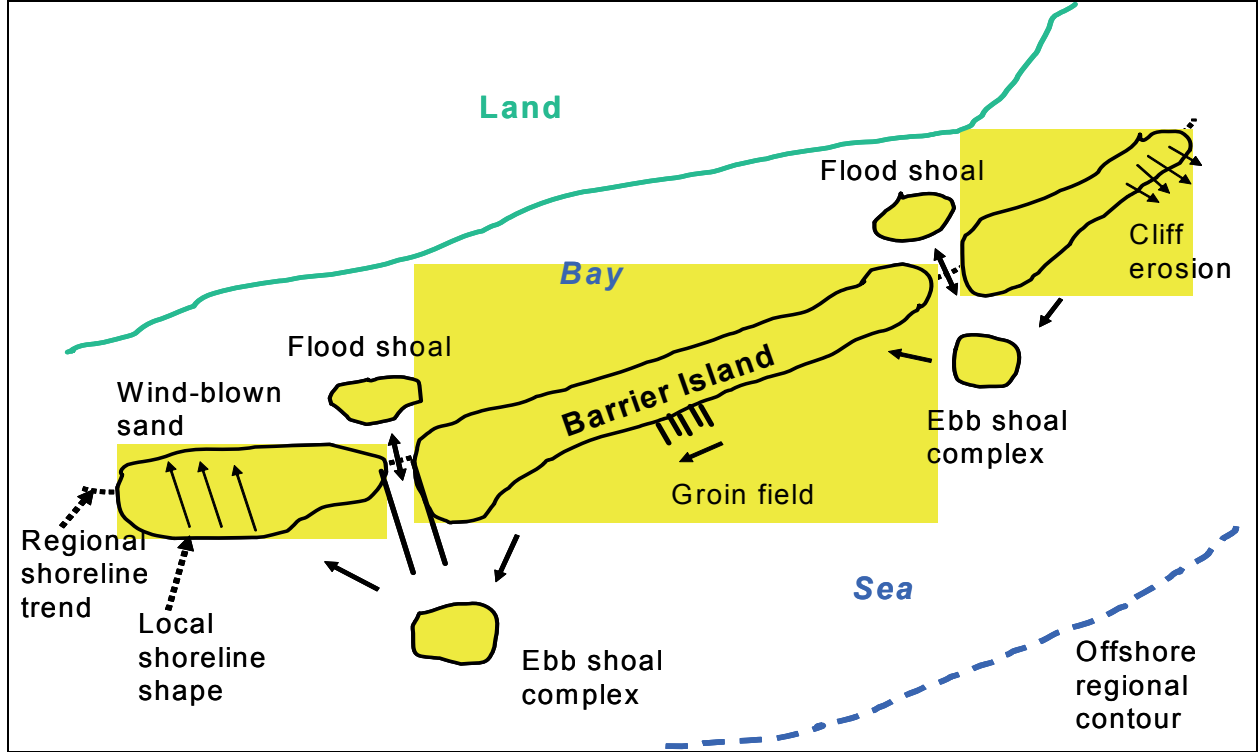 Land
Flood shoal
Cliff
erosion
Bay
Flood shoal
Wind-blown
sand
Barrier Island
Ebb shoal
complex
Groin field
Regional
shoreline
trend
Sea
Local
shoreline
shape
Ebb shoal
complex
Offshore
regional
contour